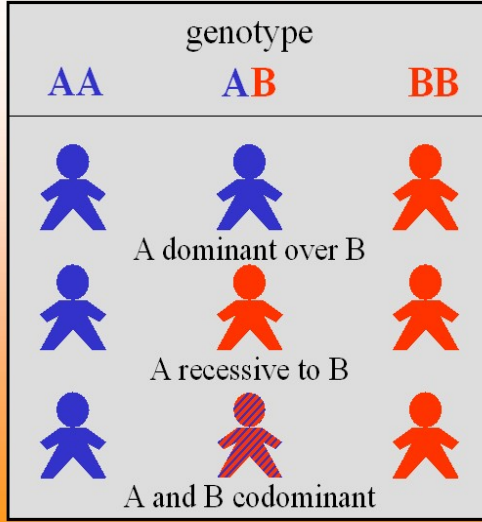 genotype
AA AB BB
A dominant over B
A recessive to B
A and B codominant